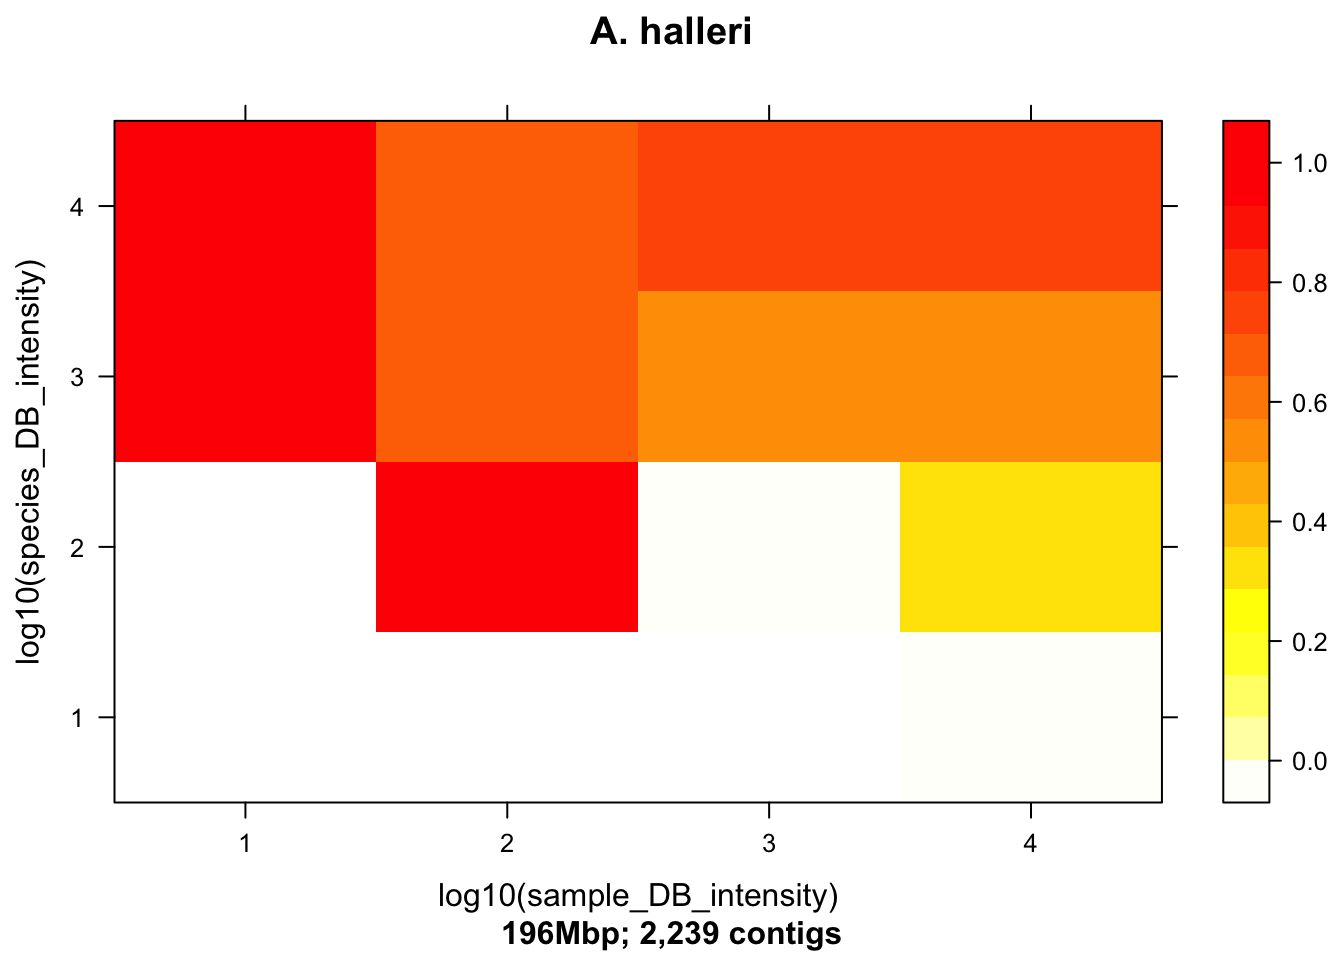 A. halleri
log10(species_DB_intensity)
4
3
2
1
1 2 3 4
log10(sample_DB_intensity)
196Mbp; 2,239 contigs
1.0
0.8
0.6
0.4
0.2
0.0